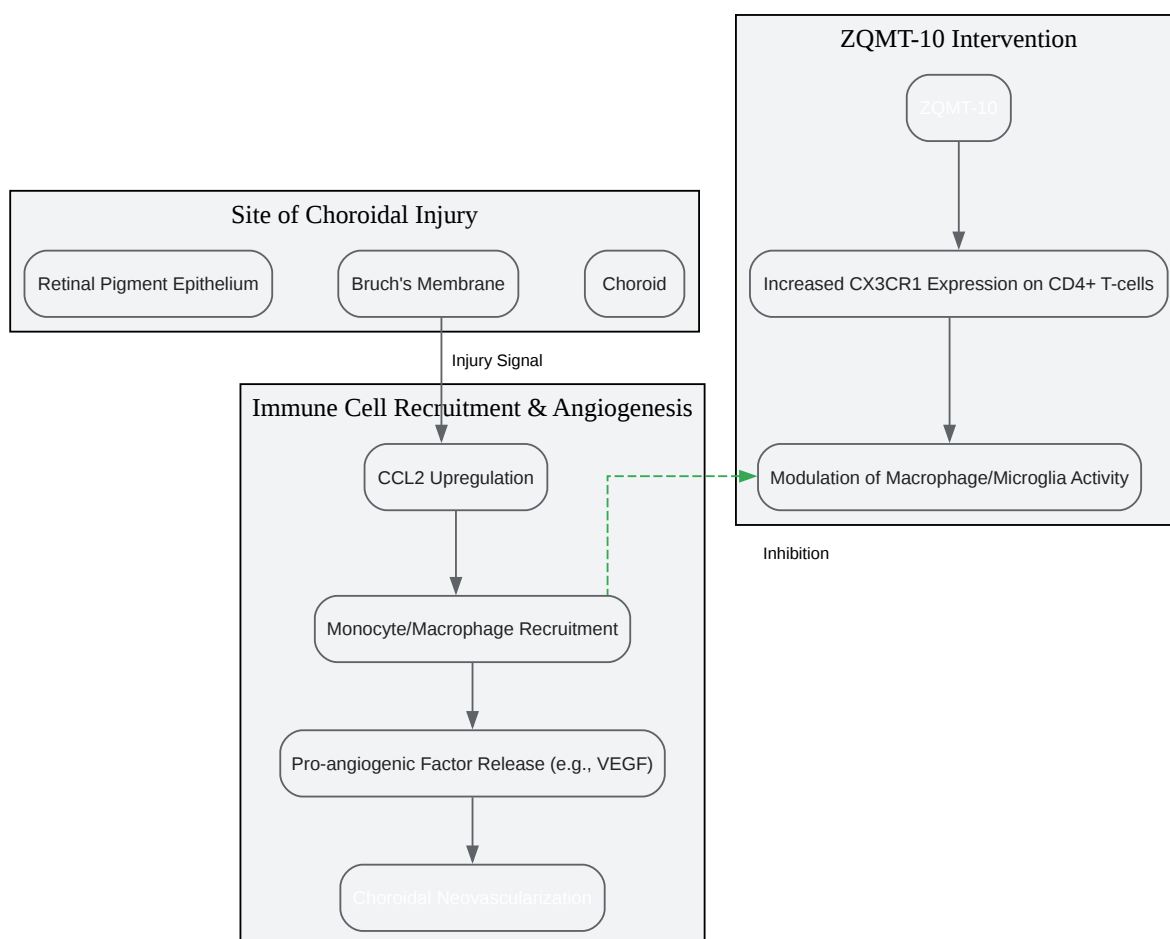 ZQMT-10 Intervention
ZQMT-10
Site of Choroidal Injury
Retinal Pigment Epithelium
Bruch's Membrane
Choroid
Increased CX3CR1 Expression on CD4+ T-cells
Injury Signal
Immune Cell Recruitment & Angiogenesis
CCL2 Upregulation
Modulation of Macrophage/Microglia Activity
Inhibition
Monocyte/Macrophage Recruitment
Pro-angiogenic Factor Release (e.g., VEGF)
Choroidal Neovascularization